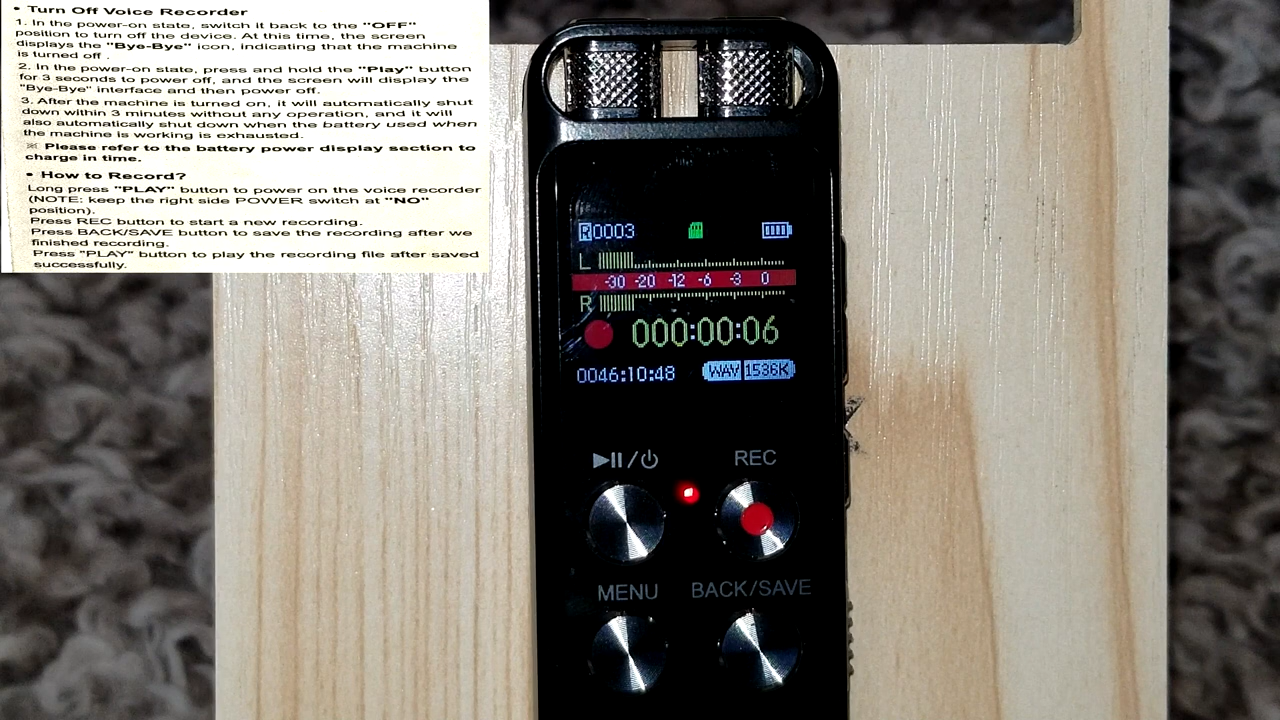 • Turn Off Voice Recorder
1. In the power-on state, switch it back to the "OFF"
position to turn off the device. At this time, the screen
displays the "Bye-Bye" icon, indicating that the machine
is turned off .
2. In the power-on state, press and hold the "Play" button
for 3 seconds to power off, and the screen will display the
"Bye-Bye" interface and then power off.
3. After the machine is turned on, it will automatically shut
down within 3 minutes without any operation, and it will
also automatically shut down when the battery used when
the machine is working is exhausted.
※ Please refer to the battery power display section to
charge in time.
• How to Record?
Long press "PLAY" button to power on the voice recorder
(NOTE: keep the right side POWER switch at "NO"
position).
Press REC button to start a new recording.
Press BACK/SAVE button to save the recording after we
finished recording.
Press "PLAY" button to play the recording file after saved
successfully.
R0003
L
-30 -20 -12 -6 -3 0
R
000:00:06
0046:10:48 WAV 1536K
REC
MENU BACK/SAVE